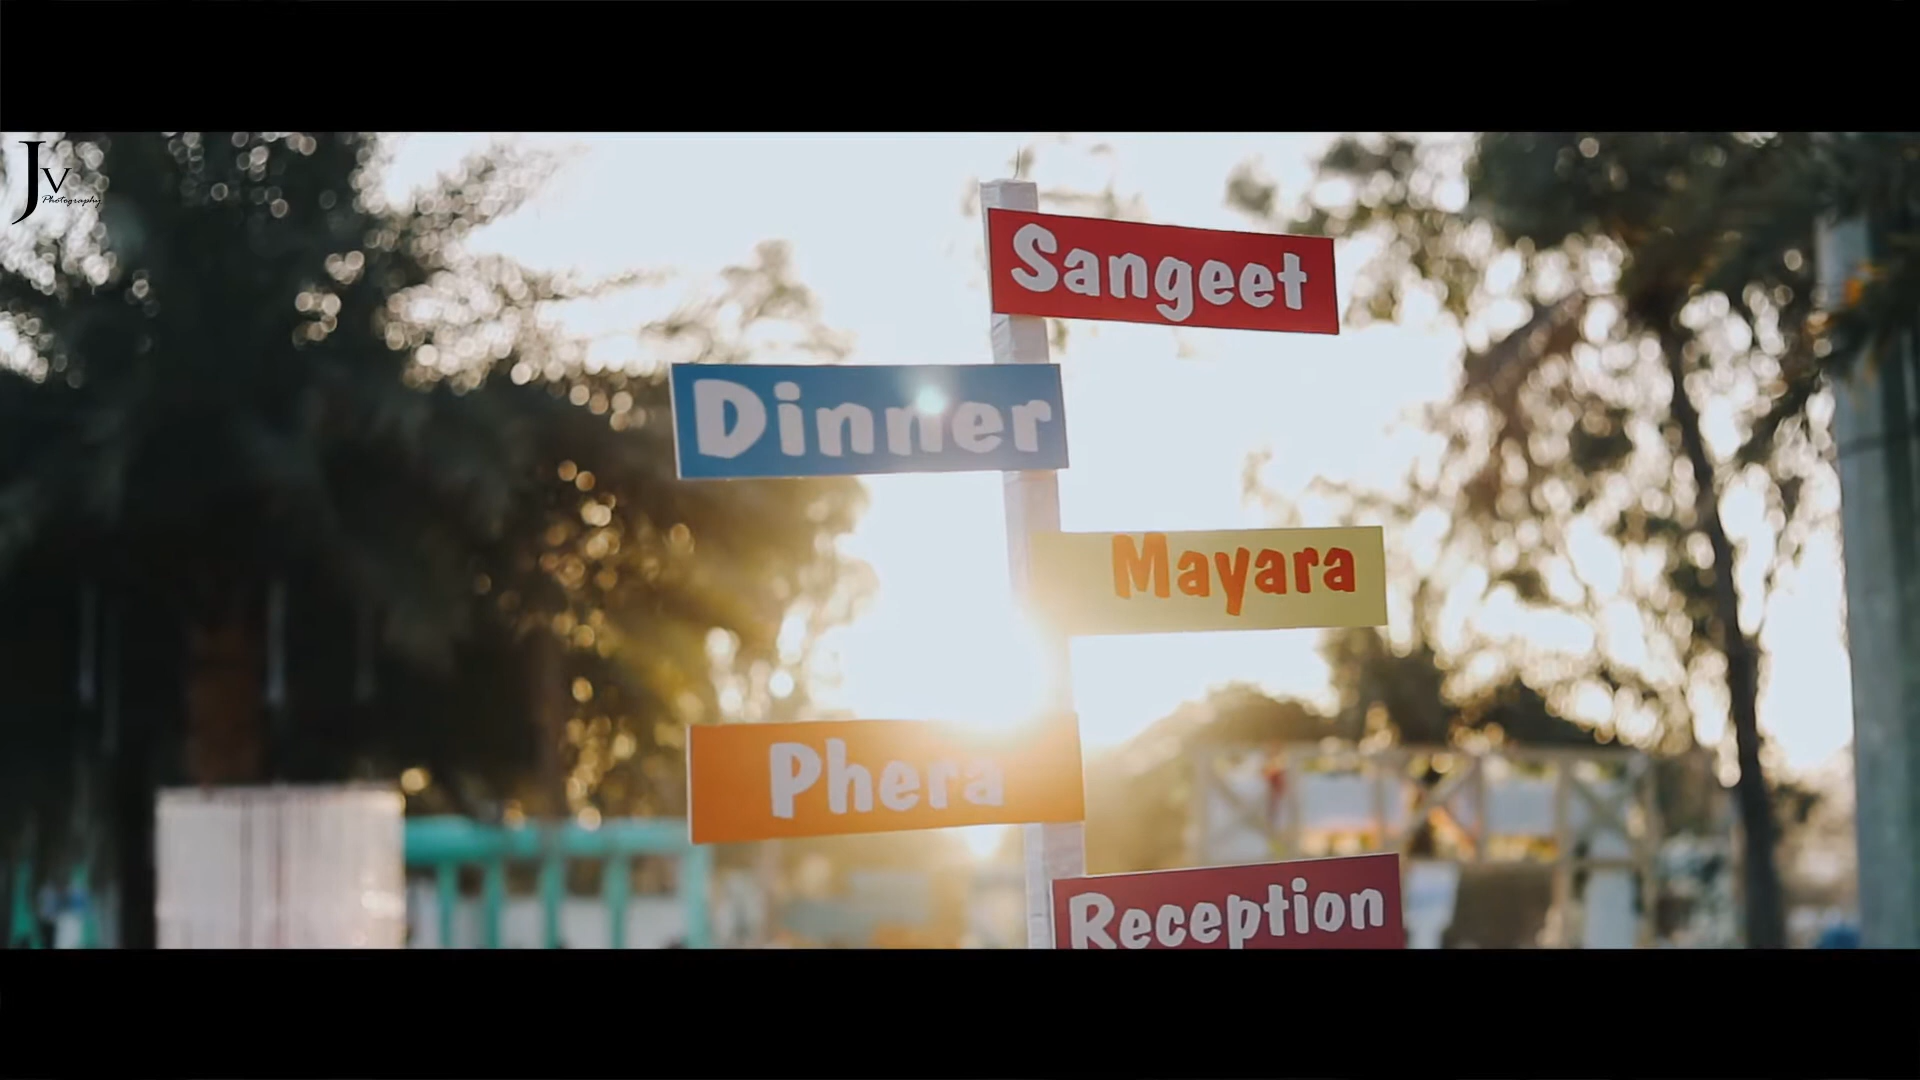 JV
Photography
Sangeet
Dinner
Mayara
Phera
Reception